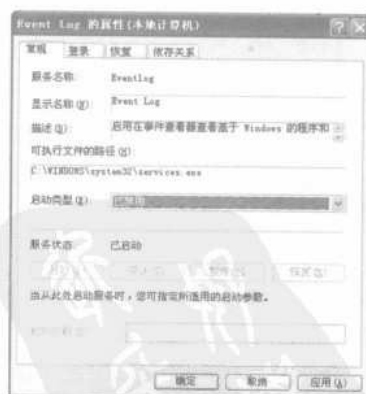 Event Log 的属性(本地计算机)
常规 登录 恢复 依存关系
服务名称: Eventlog
显示名称(N): Event Log
描述(D): 启用在事件查看器查看基于 Windows 的程序和
可执行文件的路径(H):
C:\WINDOWS\system32\services.exe
启动类型(E): 已禁用
服务状态: 已启动
当从此处启动服务时，您可指定所适用的启动参数。
确定 取消 应用(A)